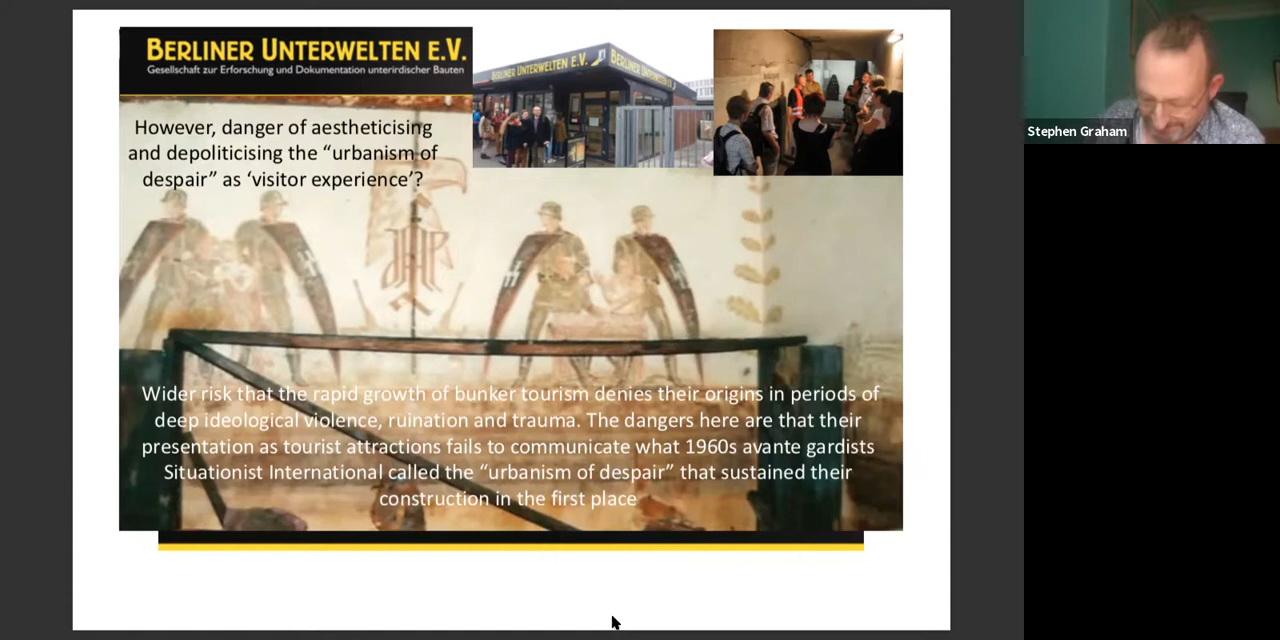 BERLINER UNTERWELTEN E.V.
Gesellschaft zur Erforschung und Dokumentation unterirdischer Bauten
BERLINER UNTERWELTEN E.V.
BERLINER UNTERWELTEN E.V.
However, danger of aestheticising
and depoliticising the “urbanism of
despair” as ‘visitor experience’?
Stephen Graham
Wider risk that the rapid growth of bunker tourism denies their origins in periods of
deep ideological violence, ruination and trauma. The dangers here are that their
presentation as tourist attractions fails to communicate what 1960s avante gardists
Situationist International called the “urbanism of despair” that sustained their
construction in the first place